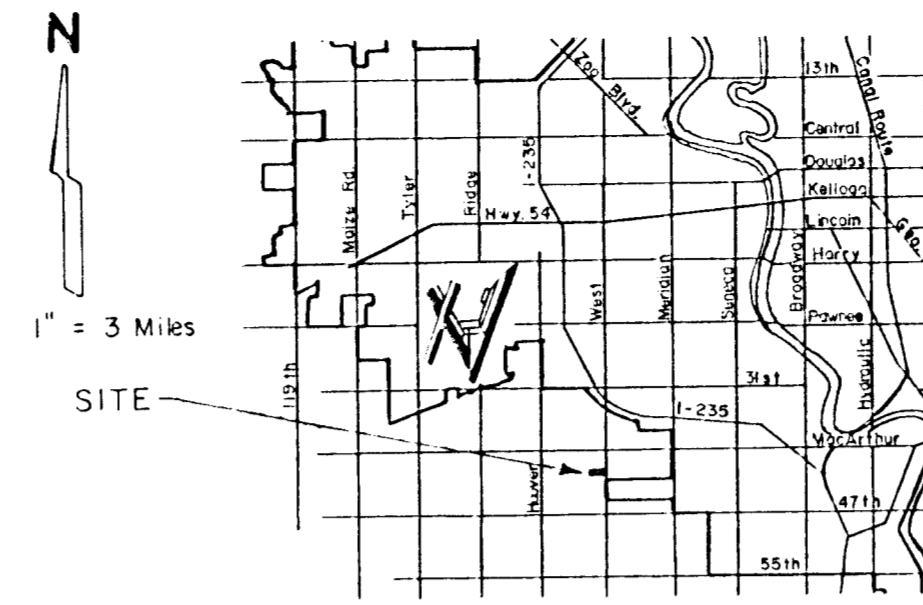 N
1" = 3 Miles
SITE
13th
Zoo Blvd.
Canal Route
Central
I-235
Douglas
Maize Rd
Tyler
Ridge
Kellogg
Hwy. 54
Lincoln
Harry
West
Meridian
Seneca
Broadway
Pawnee
Hydraulic
119th
31st
I-235
MacArthur
Hoover
47th
55th